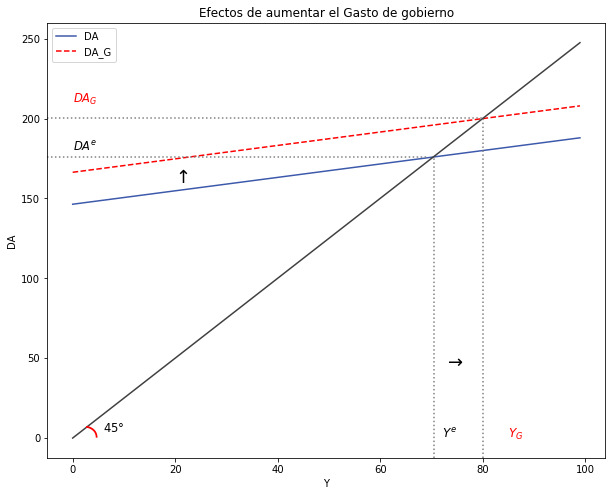 Efectos de aumentar el Gasto de gobierno
DA
DA_G
250
200
150
100
50
0
DA
DA_G
DA^e
↑
→
45°
Y^e
Y_G
0
20
40
60
80
100
Y